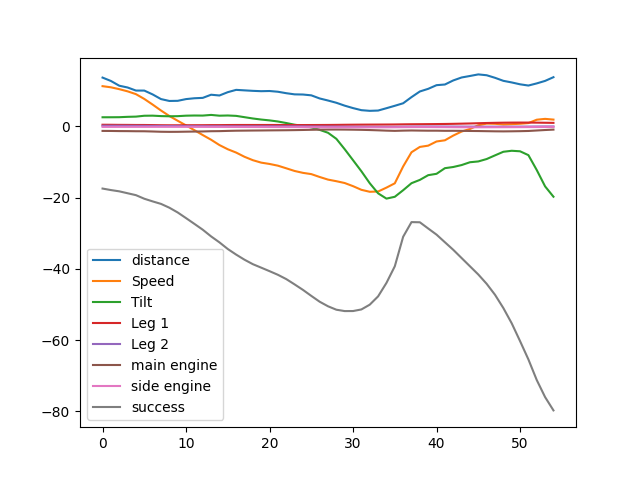 0
−20
−40
−60
−80
distance
Speed
Tilt
Leg 1
Leg 2
main engine
side engine
success
0 10 20 30 40 50